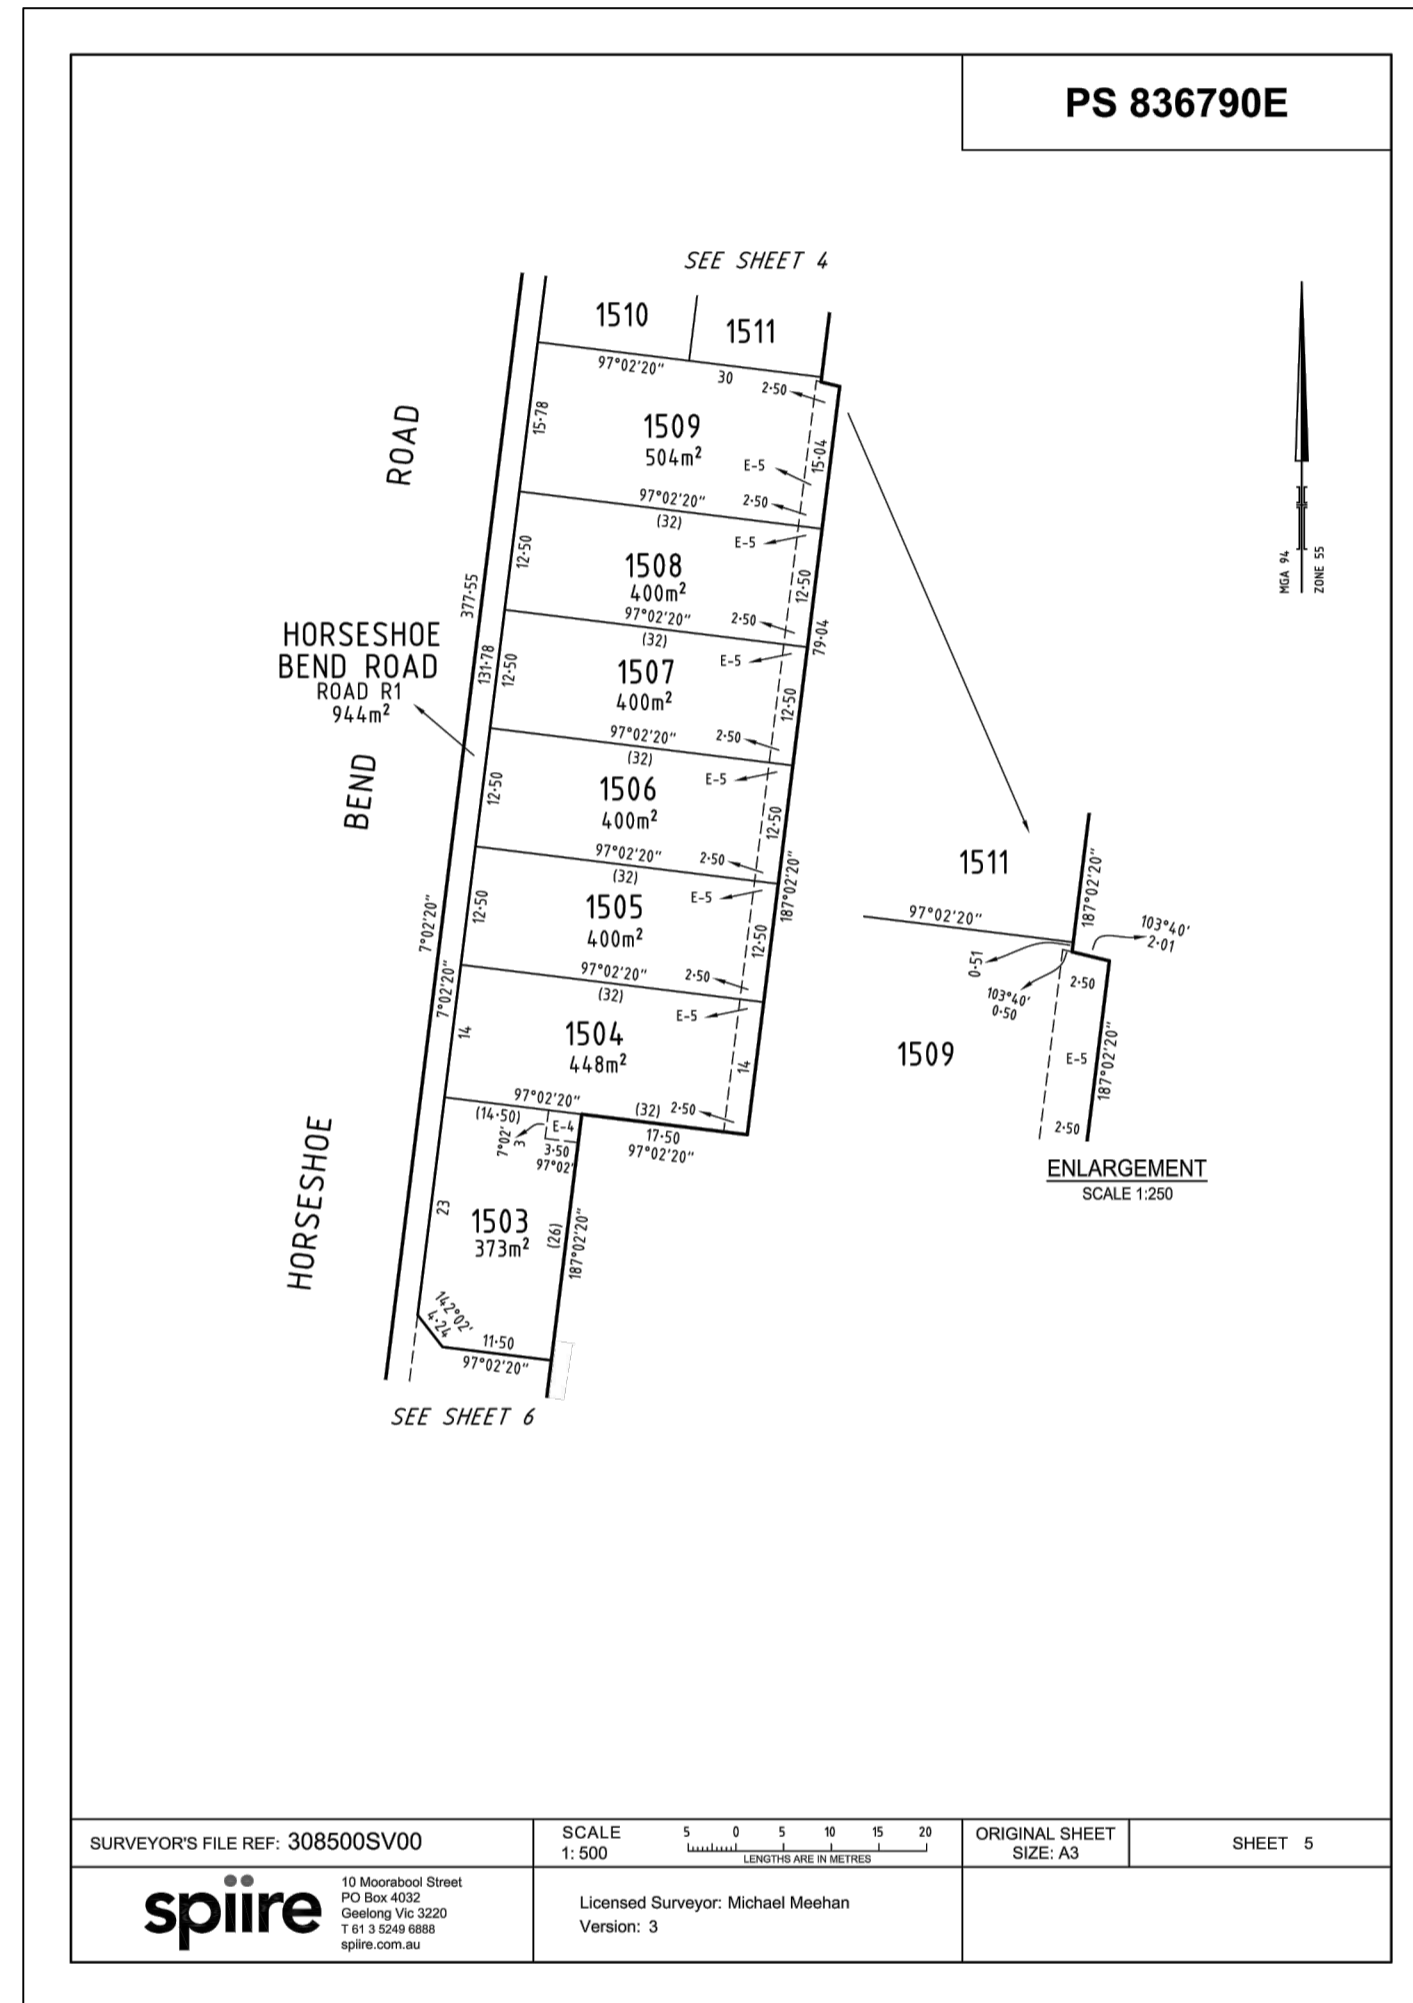 PS 836790E
SEE SHEET 4
1510
1511
97°02'20"
30
2·50
15·78
1509
504m²
15·04
E-5
ROAD
97°02'20"
2·50
(32)
E-5
12·50
1508
400m²
12·50
377·55
97°02'20"
2·50
(32)
79·04
E-5
HORSESHOE
BEND ROAD
ROAD R1
944m²
131·78
12·50
1507
400m²
12·50
97°02'20"
2·50
(32)
E-5
BEND
12·50
1506
400m²
12·50
97°02'20"
2·50
(32)
187°02'20"
E-5
7°02'20"
12·50
1505
400m²
12·50
97°02'20"
2·50
(32)
7°02'20"
E-5
14
1504
448m²
14
97°02'20"
(14·50)
(32)
2·50
E-4
7°02'
3
3·50
97°02'
17·50
97°02'20"
HORSESHOE
23
1503
373m²
(26)
187°02'20"
142°02'
4·24
11·50
97°02'20"
SEE SHEET 6
MGA 94
ZONE 55
1511
187°02'20"
97°02'20"
103°40'
2·01
0·51
103°40'
0·50
2·50
1509
E-5
187°02'20"
2·50
ENLARGEMENT
SCALE 1:250
SURVEYOR'S FILE REF: 308500SV00
SCALE
1: 500
5 0 5 10 15 20
LENGTHS ARE IN METRES
ORIGINAL SHEET
SIZE: A3
SHEET 5
spiire
10 Moorabool Street
PO Box 4032
Geelong Vic 3220
T 61 3 5249 6888
spiire.com.au
Licensed Surveyor: Michael Meehan
Version: 3